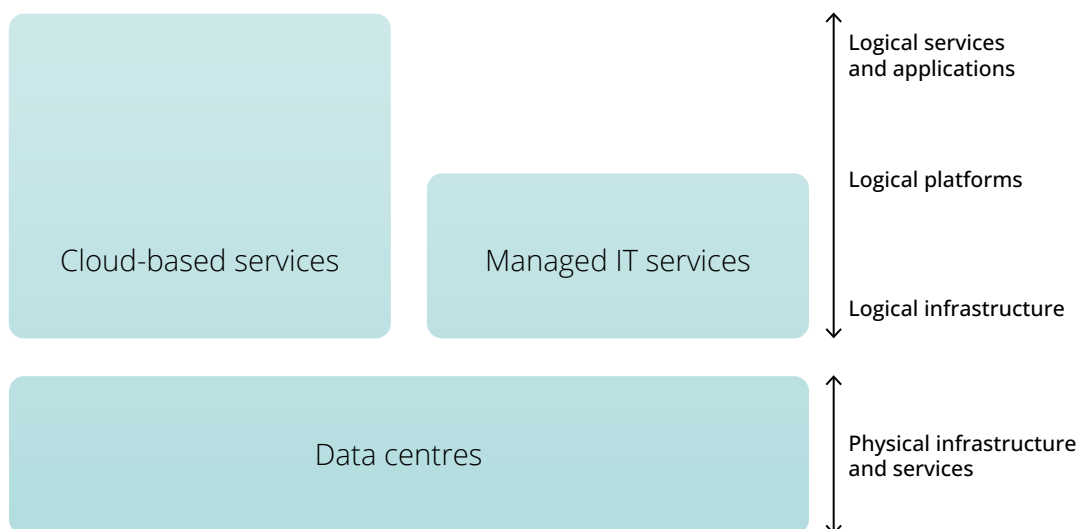 Logical services
and applications
Logical platforms
Cloud-based services
Managed IT services
Logical infrastructure
Data centres
Physical infrastructure
and services